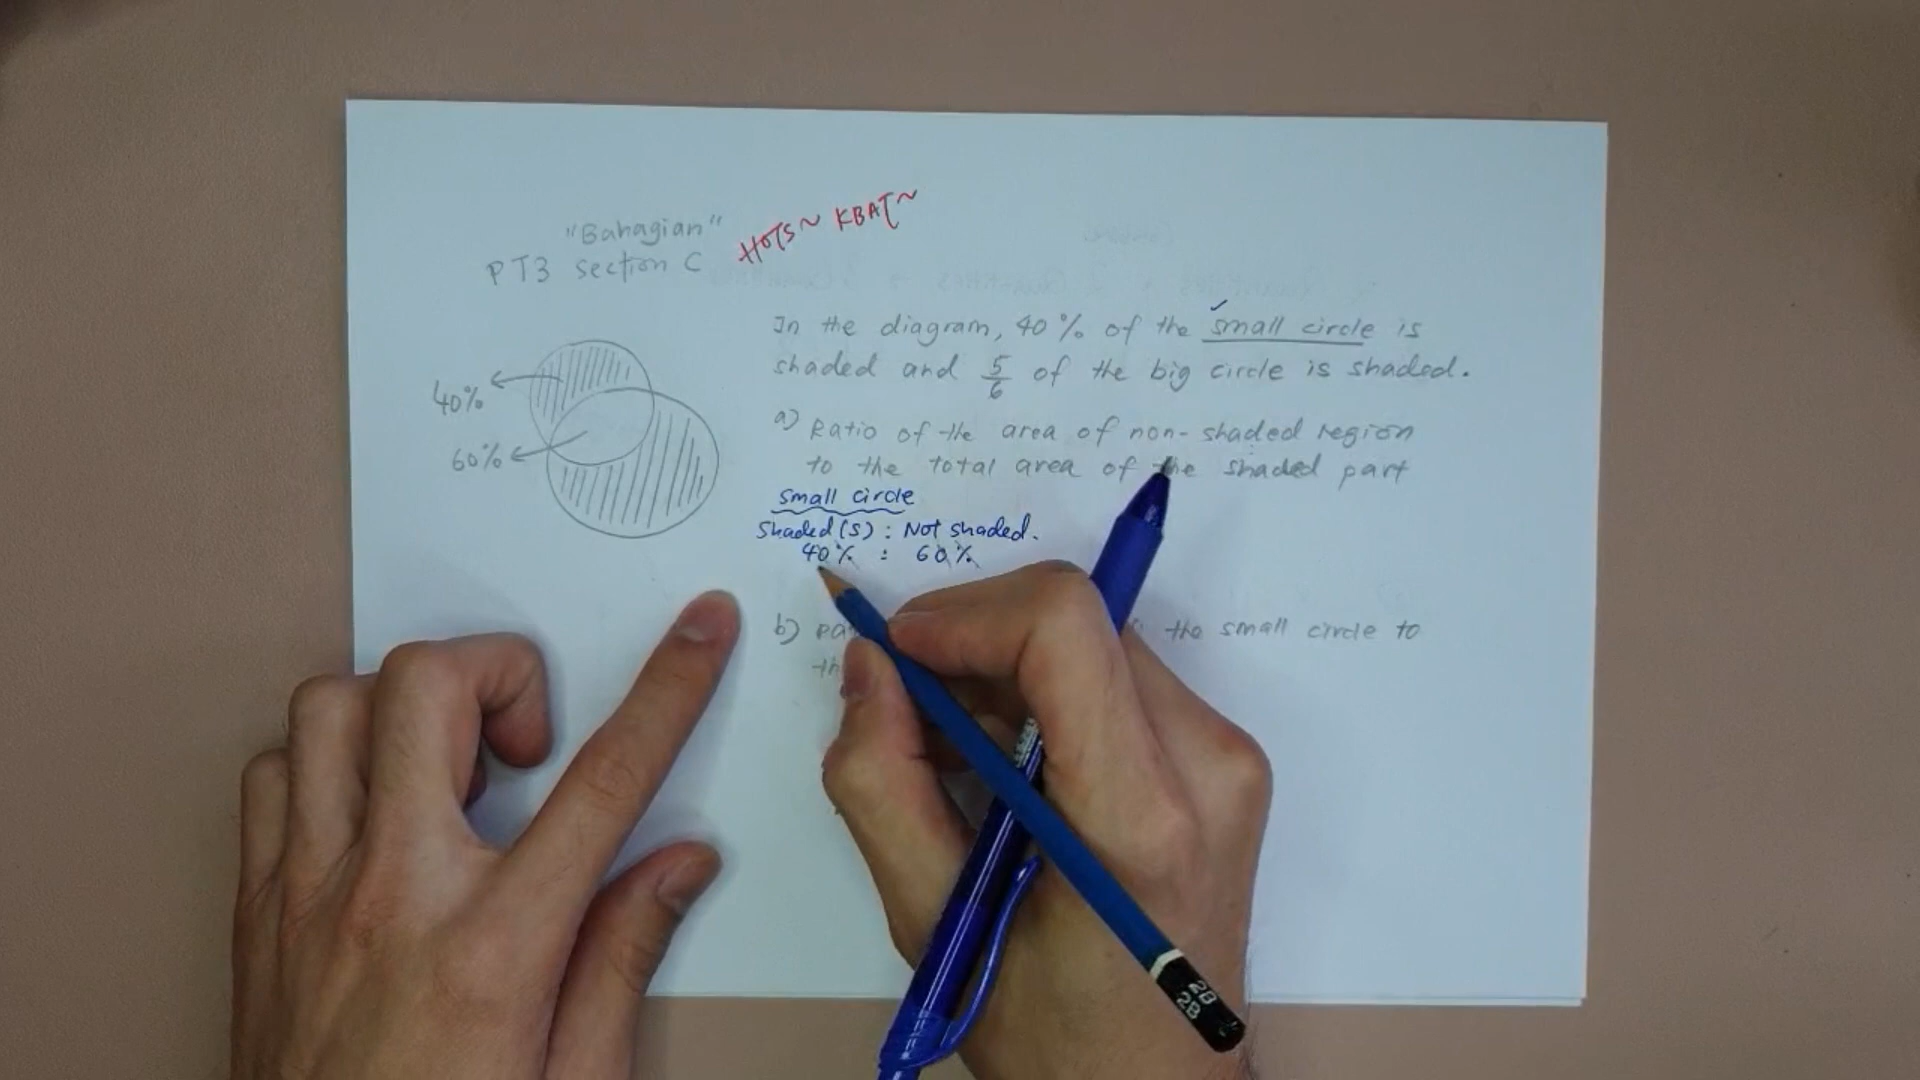 "Bahagian"
PT3 section C
HOTS~ KBAT~
40%
60%
In the diagram, 40% of the small circle is
shaded and 5/6 of the big circle is shaded.
a) Ratio of the area of non-shaded region
to the total area of the shaded part
small circle
Shaded(S) : Not shaded.
40% : 60%
b) the small circle to
2B
2B